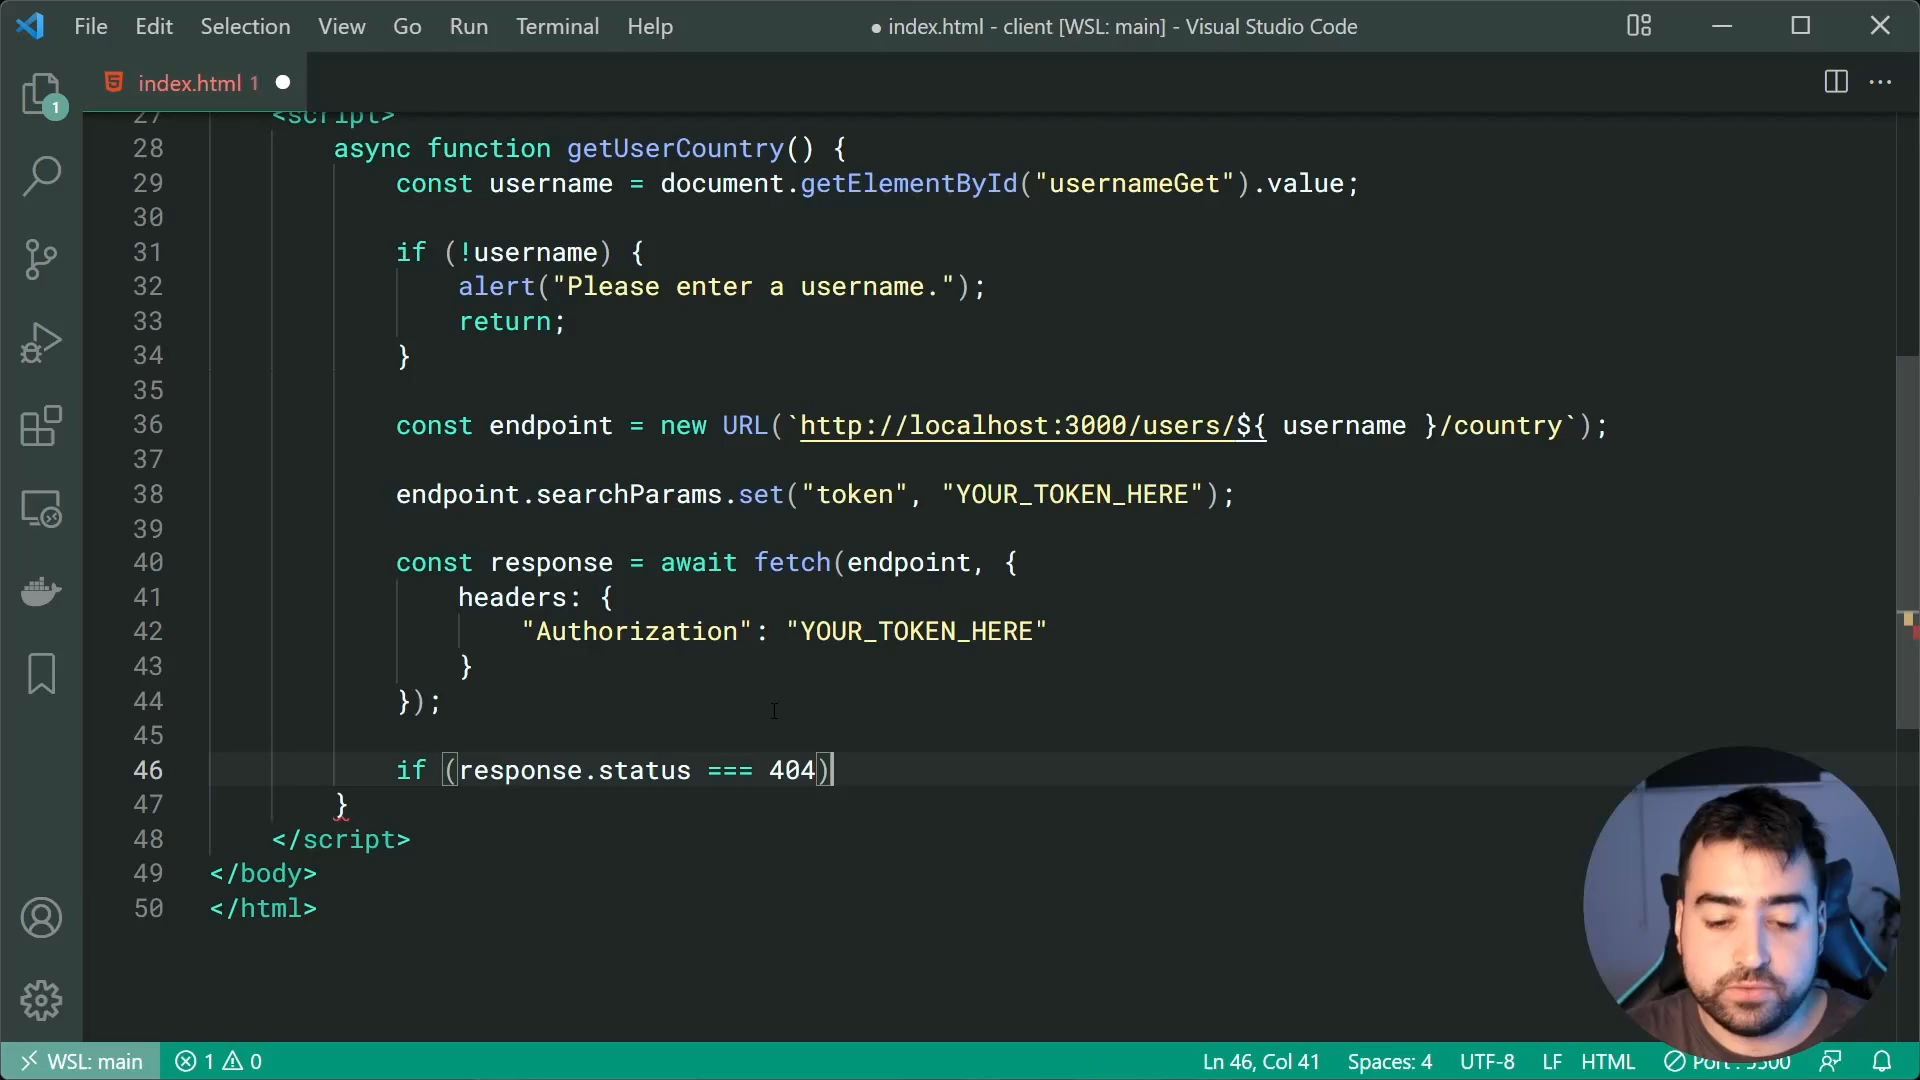 File Edit Selection View Go Run Terminal Help ● index.html - client [WSL: main] - Visual Studio Code
index.html 1
1
27 <script>
28 async function getUserCountry() {
29 const username = document.getElementById("usernameGet").value;
30
31 if (!username) {
32 alert("Please enter a username.");
33 return;
34 }
35
36 const endpoint = new URL(`http://localhost:3000/users/${ username }/country`);
37
38 endpoint.searchParams.set("token", "YOUR_TOKEN_HERE");
39
40 const response = await fetch(endpoint, {
41 headers: {
42 "Authorization": "YOUR_TOKEN_HERE"
43 }
44 });
45
46 if (response.status === 404)
47 }
48 </script>
49 </body>
50 </html>
WSL: main 1 0 Ln 46, Col 41 Spaces: 4 UTF-8 LF HTML Port : 5500